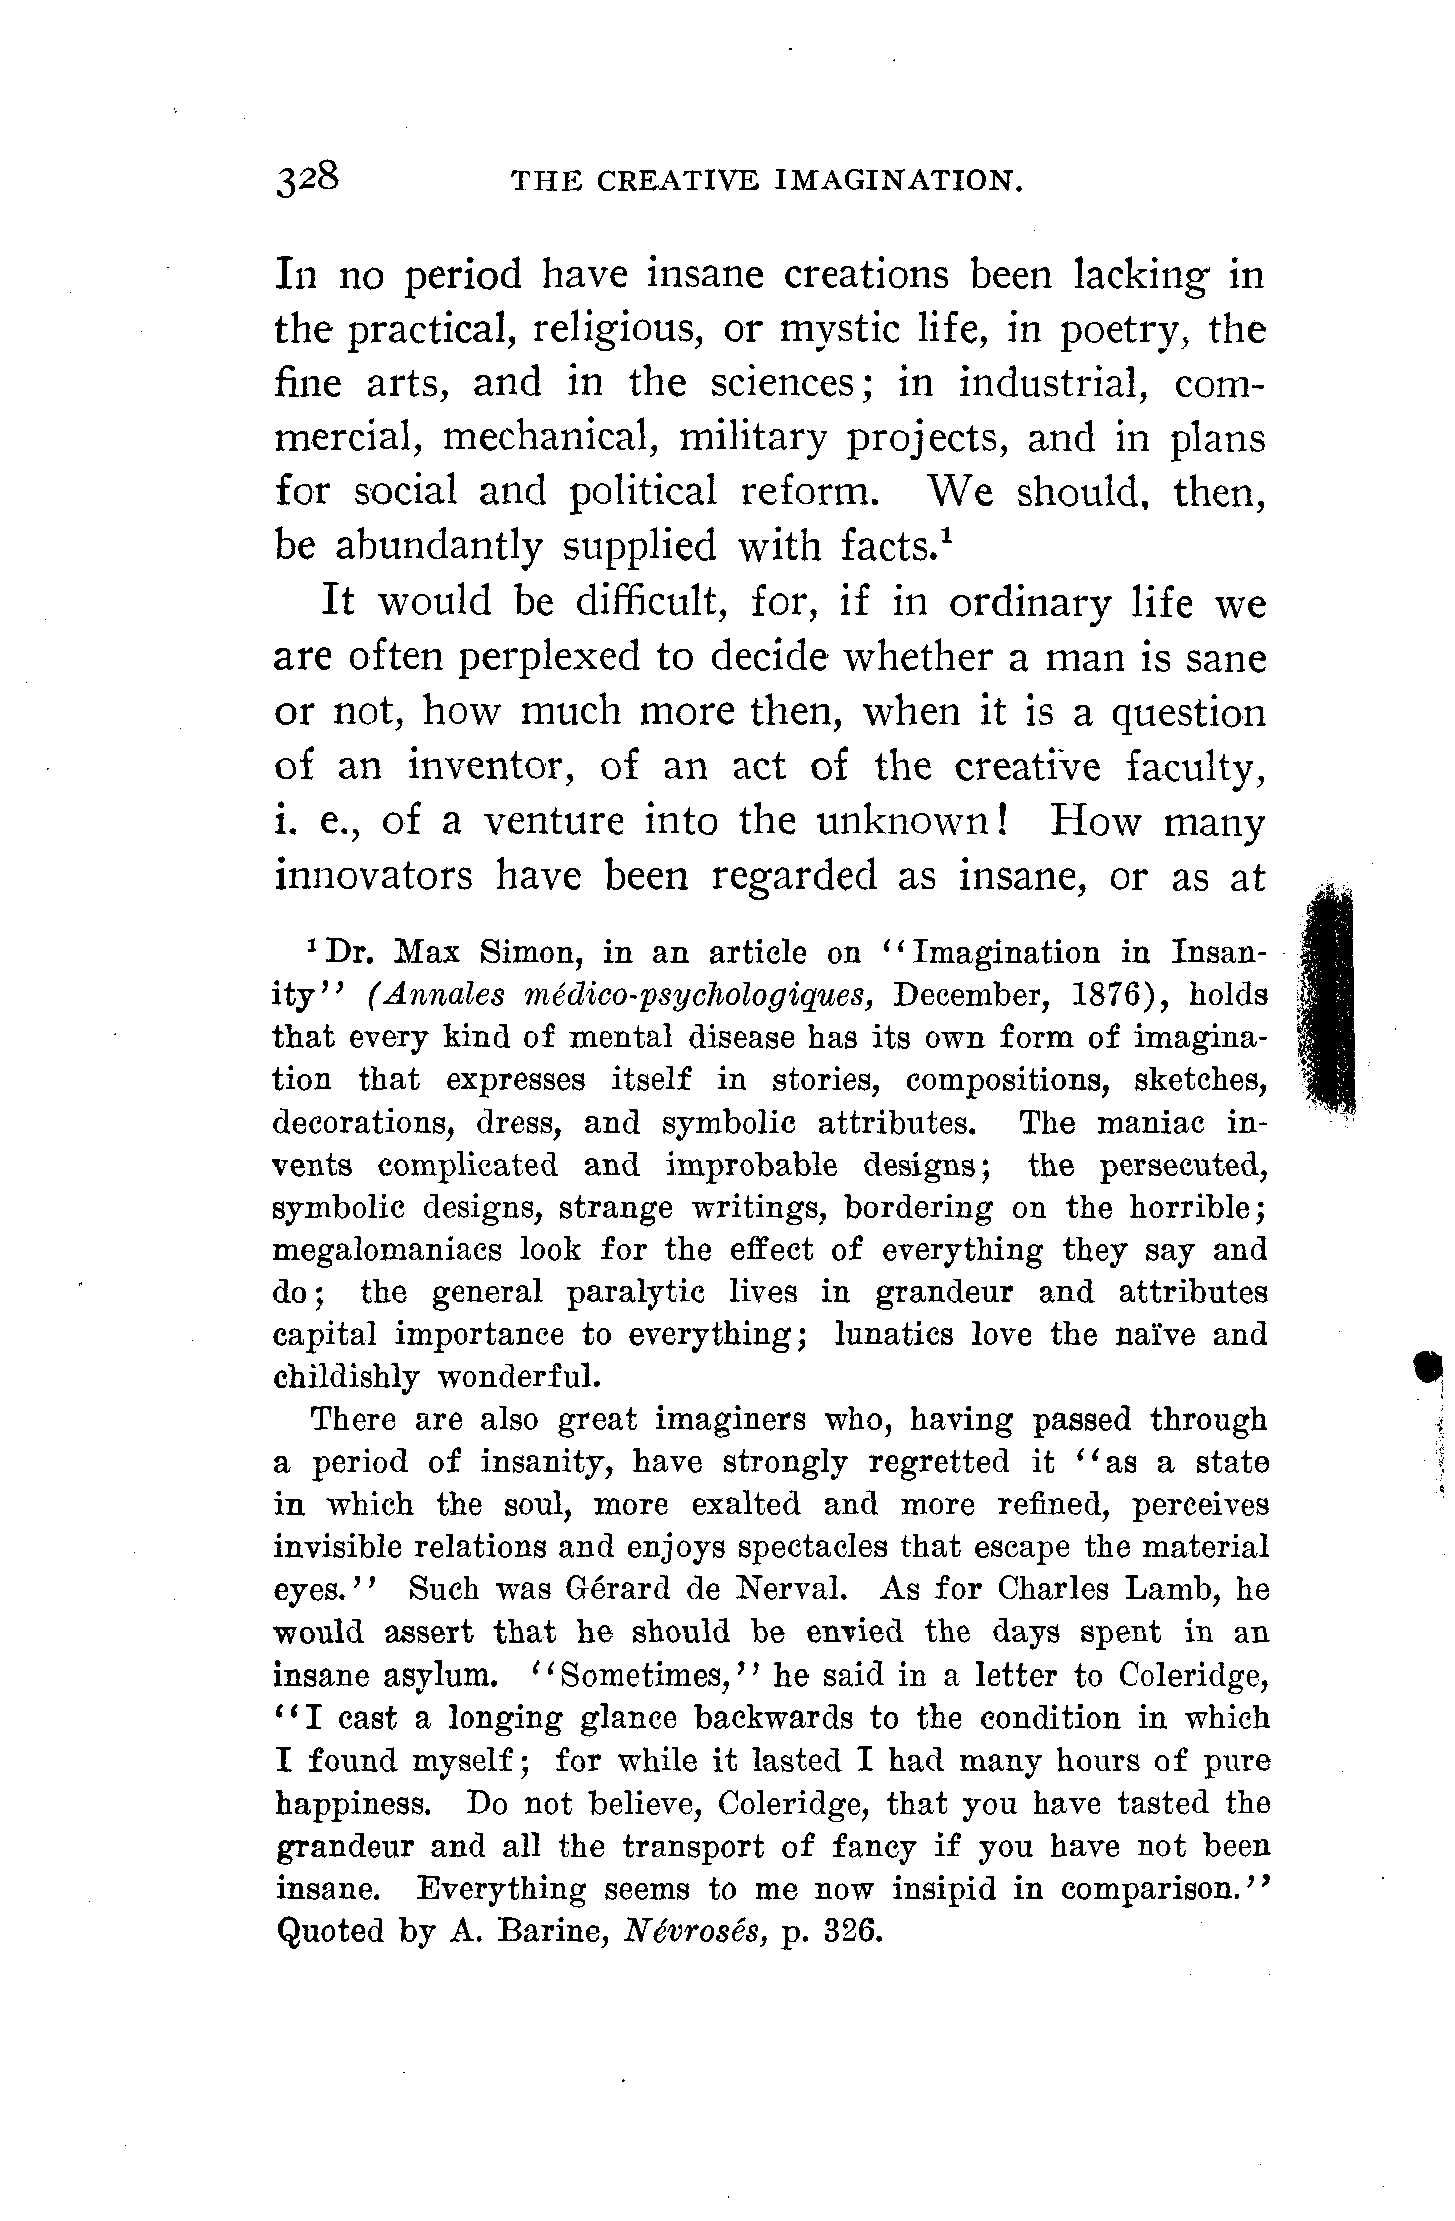 328 THE CREATIVE IMAGINATION.
In no period have insane creations been lacking in
the practical, religious, or mystic life, in poetry, the
fine arts, and in the sciences; in industrial, com-
mercial, mechanical, military projects, and in plans
for social and political reform. We should, then,
be abundantly supplied with facts.¹
It would be difficult, for, if in ordinary life we
are often perplexed to decide whether a man is sane
or not, how much more then, when it is a question
of an inventor, of an act of the creative faculty,
i. e., of a venture into the unknown! How many
innovators have been regarded as insane, or as at
¹ Dr. Max Simon, in an article on "Imagination in Insan-
ity" (Annales médico-psychologiques, December, 1876), holds
that every kind of mental disease has its own form of imagina-
tion that expresses itself in stories, compositions, sketches,
decorations, dress, and symbolic attributes. The maniac in-
vents complicated and improbable designs; the persecuted,
symbolic designs, strange writings, bordering on the horrible;
megalomaniacs look for the effect of everything they say and
do; the general paralytic lives in grandeur and attributes
capital importance to everything; lunatics love the naïve and
childishly wonderful.
There are also great imaginers who, having passed through
a period of insanity, have strongly regretted it "as a state
in which the soul, more exalted and more refined, perceives
invisible relations and enjoys spectacles that escape the material
eyes." Such was Gérard de Nerval. As for Charles Lamb, he
would assert that he should be envied the days spent in an
insane asylum. "Sometimes," he said in a letter to Coleridge,
"I cast a longing glance backwards to the condition in which
I found myself; for while it lasted I had many hours of pure
happiness. Do not believe, Coleridge, that you have tasted the
grandeur and all the transport of fancy if you have not been
insane. Everything seems to me now insipid in comparison."
Quoted by A. Barine, Névrosés, p. 326.